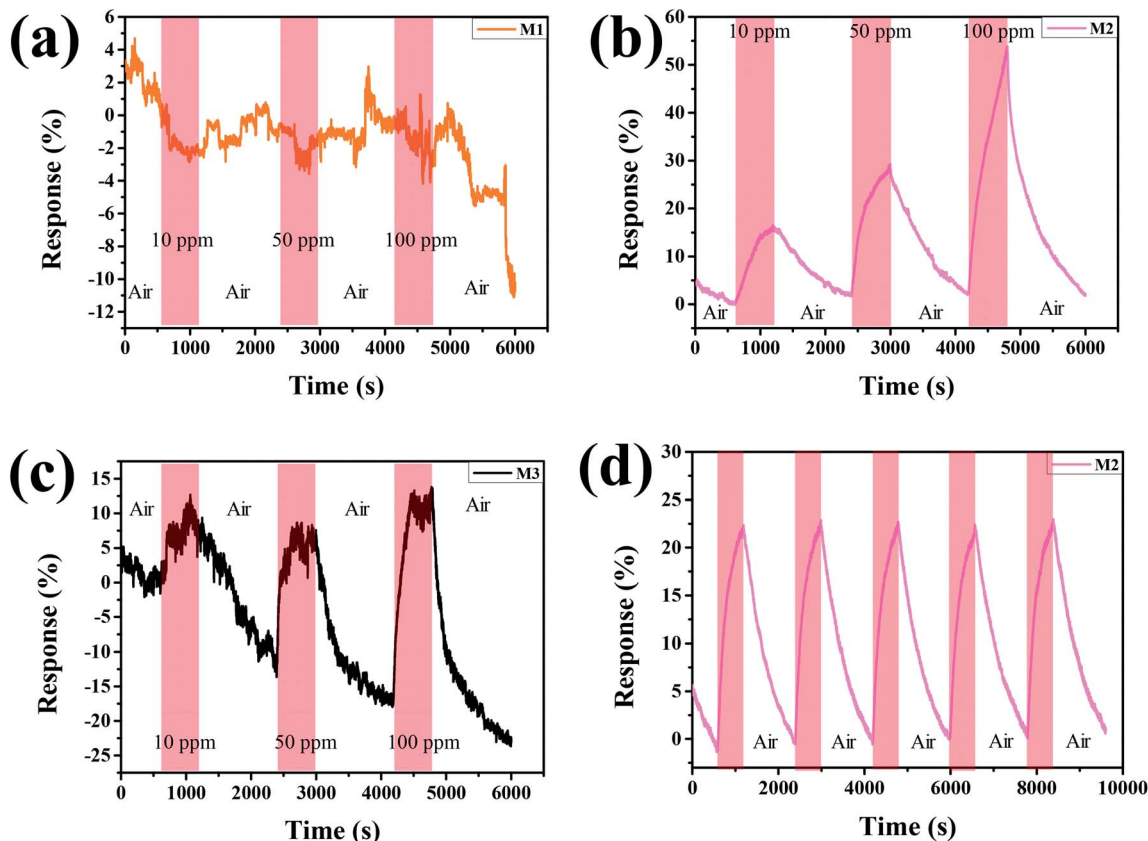 (a)
M1
Response (%)
6
4
2
0
-2
-4
-6
-8
-10
-12
10 ppm
50 ppm
100 ppm
Air
Air
Air
Air
0
1000
2000
3000
4000
5000
6000
Time (s)
(b)
M2
Response (%)
60
50
40
30
20
10
0
10 ppm
50 ppm
100 ppm
Air
Air
Air
Air
0
1000
2000
3000
4000
5000
6000
Time (s)
(c)
M3
Response (%)
17.5
15
10
5
0
-5
-10
-15
-20
-25
Air
Air
Air
Air
10 ppm
50 ppm
100 ppm
0
1000
2000
3000
4000
5000
6000
Time (s)
(d)
M2
Response (%)
30
25
20
15
10
5
0
Air
Air
Air
Air
Air
0
2000
4000
6000
8000
10000
Time (s)